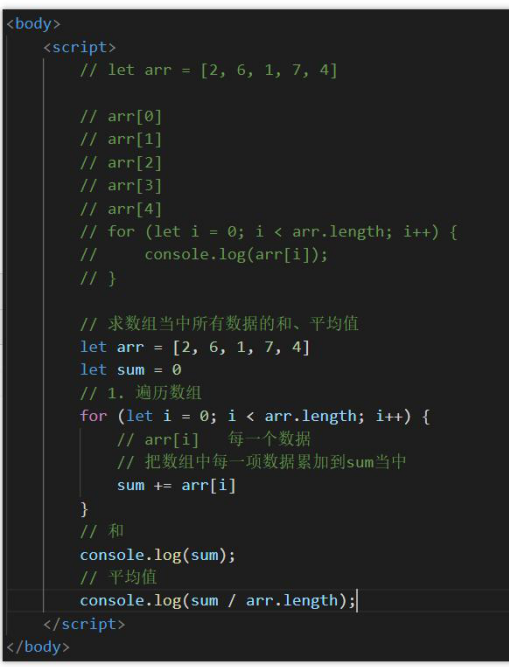 <body>
<script>
// let arr = [2, 6, 1, 7, 4]
// arr[0]
// arr[1]
// arr[2]
// arr[3]
// arr[4]
// for (let i = 0; i < arr.length; i++) {
//     console.log(arr[i]);
// }
// 求数组当中所有数据的和、平均值
let arr = [2, 6, 1, 7, 4]
let sum = 0
// 1. 遍历数组
for (let i = 0; i < arr.length; i++) {
// arr[i]   每一个数据
// 把数组中每一项数据累加到sum当中
sum += arr[i]
}
// 和
console.log(sum);
// 平均值
console.log(sum / arr.length);
</script>
</body>